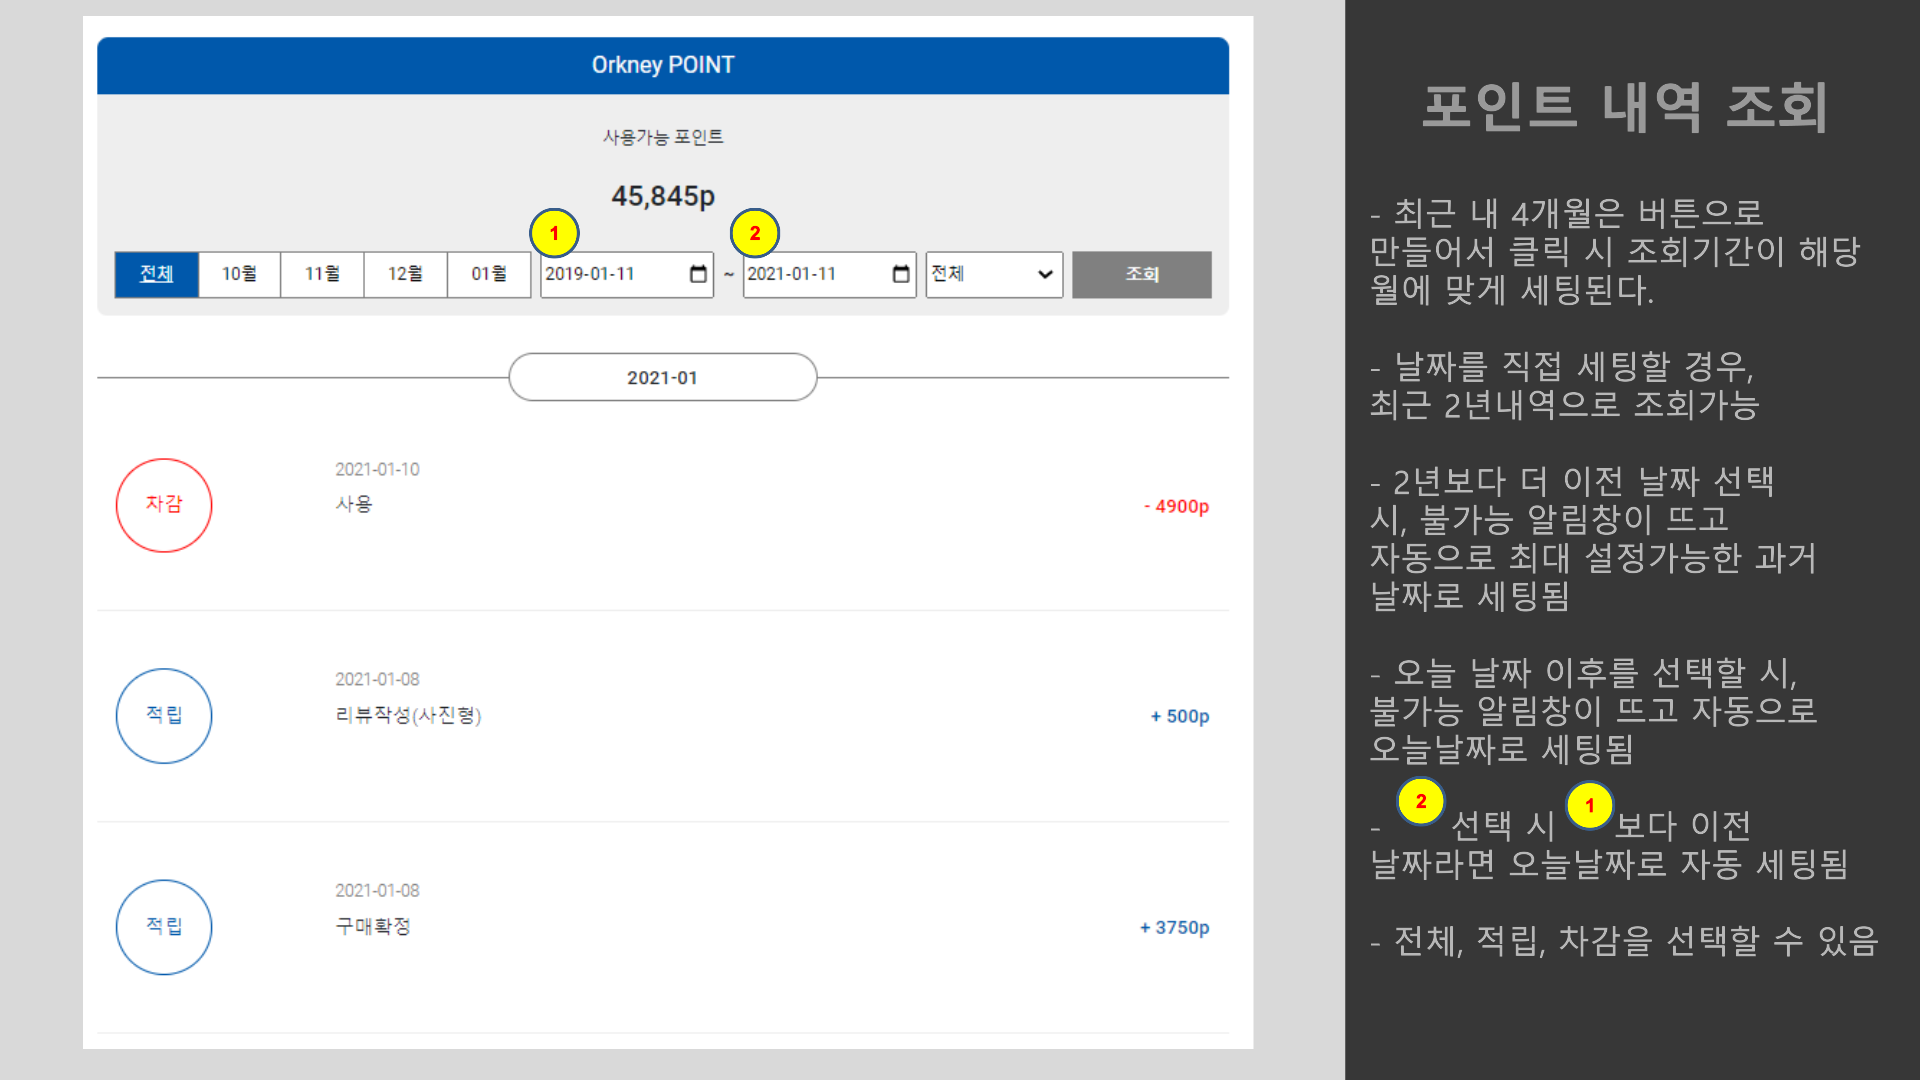 Orkney POINT
사용가능 포인트
45,845p
1
2
전체 10월 11월 12월 01월 2019-01-11 ~ 2021-01-11 전체 조회
2021-01
2021-01-10
차감 사용 - 4900p
2021-01-08
적립 리뷰작성(사진형) + 500p
2021-01-08
적립 구매확정 + 3750p
포인트 내역 조회
- 최근 내 4개월은 버튼으로
만들어서 클릭 시 조회기간이 해당
월에 맞게 세팅된다.
- 날짜를 직접 세팅할 경우,
최근 2년내역으로 조회가능
- 2년보다 더 이전 날짜 선택
시, 불가능 알림창이 뜨고
자동으로 최대 설정가능한 과거
날짜로 세팅됨
- 오늘 날짜 이후를 선택할 시,
불가능 알림창이 뜨고 자동으로
오늘날짜로 세팅됨
- 2 선택 시 1 보다 이전
날짜라면 오늘날짜로 자동 세팅됨
- 전체, 적립, 차감을 선택할 수 있음